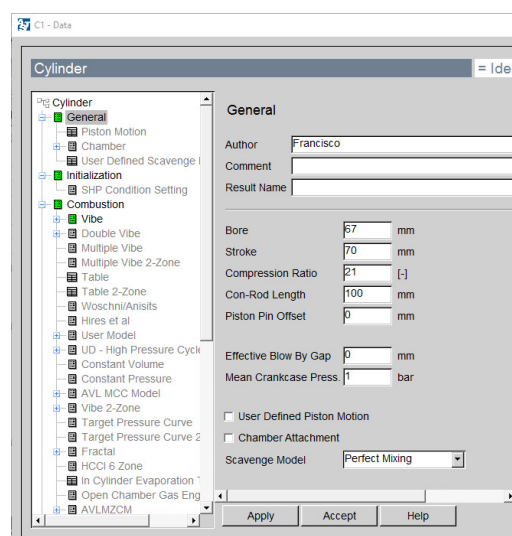 C1 - Data
Cylinder
= Ide
Cylinder
General
Piston Motion
Chamber
User Defined Scavenge
Initialization
SHP Condition Setting
Combustion
Vibe
Double Vibe
Multiple Vibe
Multiple Vibe 2-Zone
Table
Table 2-Zone
Woschni/Anisits
Hires et al
User Model
UD - High Pressure Cycle
Constant Volume
Constant Pressure
AVL MCC Model
Vibe 2-Zone
Target Pressure Curve
Target Pressure Curve 2
Fractal
HCCI 6 Zone
In Cylinder Evaporation
Open Chamber Gas Eng
AVLMZCM
General
Author Francisco
Comment
Result Name
Bore 67 mm
Stroke 70 mm
Compression Ratio 21 [-]
Con-Rod Length 100 mm
Piston Pin Offset 0 mm
Effective Blow By Gap 0 mm
Mean Crankcase Press. 1 bar
User Defined Piston Motion
Chamber Attachment
Scavenge Model Perfect Mixing
Apply Accept Help